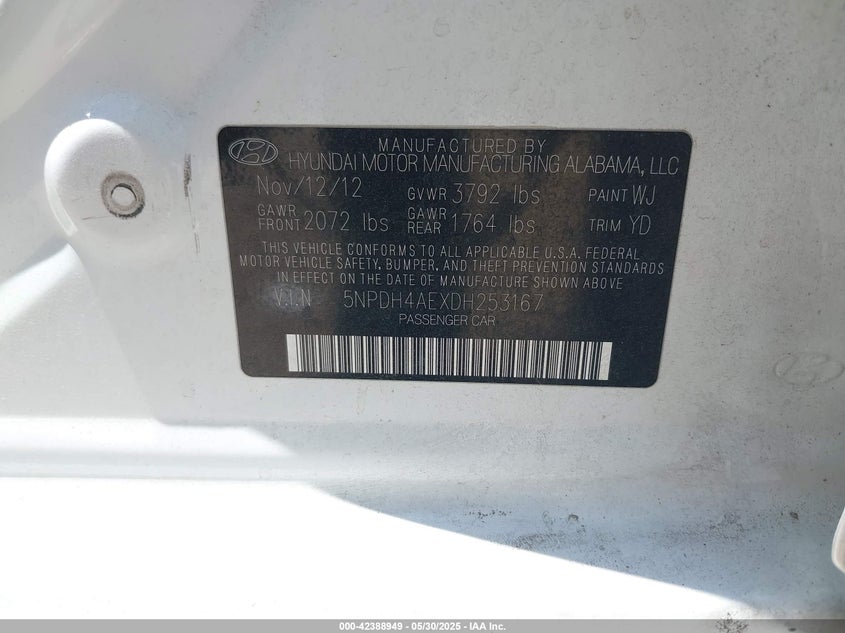 MANUFACTURED BY
HYUNDAI MOTOR MANUFACTURING ALABAMA, LLC
Nov/12/12 GVWR 3792 lbs PAINT WJ
GAWR FRONT 2072 lbs GAWR REAR 1764 lbs TRIM YD
THIS VEHICLE CONFORMS TO ALL APPLICABLE U.S.A. FEDERAL
MOTOR VEHICLE SAFETY, BUMPER, AND THEFT PREVENTION STANDARDS
IN EFFECT ON THE DATE OF MANUFACTURE SHOWN ABOVE.
V.I.N 5NPDH4AEXDH253167
PASSENGER CAR
000-42388949 - 05/30/2025 - IAA Inc.